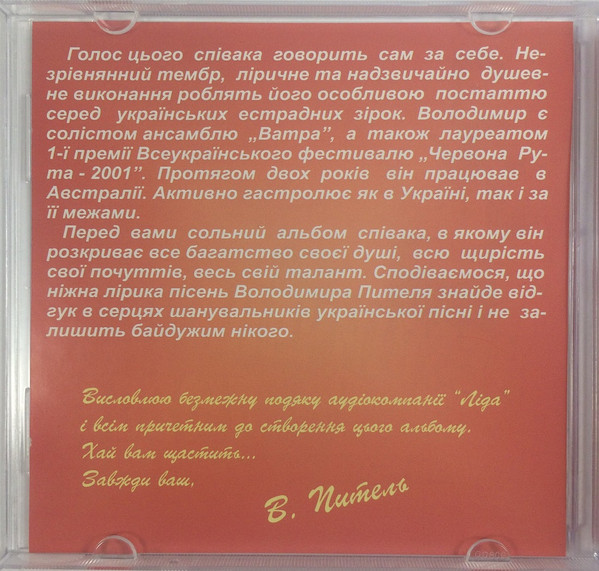 Голос цього співака говорить сам за себе. Не-
зрівнянний тембр, ліричне та надзвичайно душев-
не виконання роблять його особливою постаттю
серед українських естрадних зірок. Володимир є
солістом ансамблю „Ватра”, а також лауреатом
1-ї премії Всеукраїнського фестивалю „Червона Ру-
та - 2001”. Протягом двох років він працював в
Австралії. Активно гастролює як в Україні, так і за
її межами.
Перед вами сольний альбом співака, в якому він
розкриває все багатство своєї душі, всю щирість
свої почуттів, весь свій талант. Сподіваємося, що
ніжна лірика пісень Володимира Пителя знайде від-
гук в серцях шанувальників української пісні і не за-
лишить байдужим нікого.
Висловлюю безмежну подяку аудіокомпанії “Ліда”
і всім причетним до створення цього альбому.
Хай вам щастить...
Завжди ваш,
В. Питель